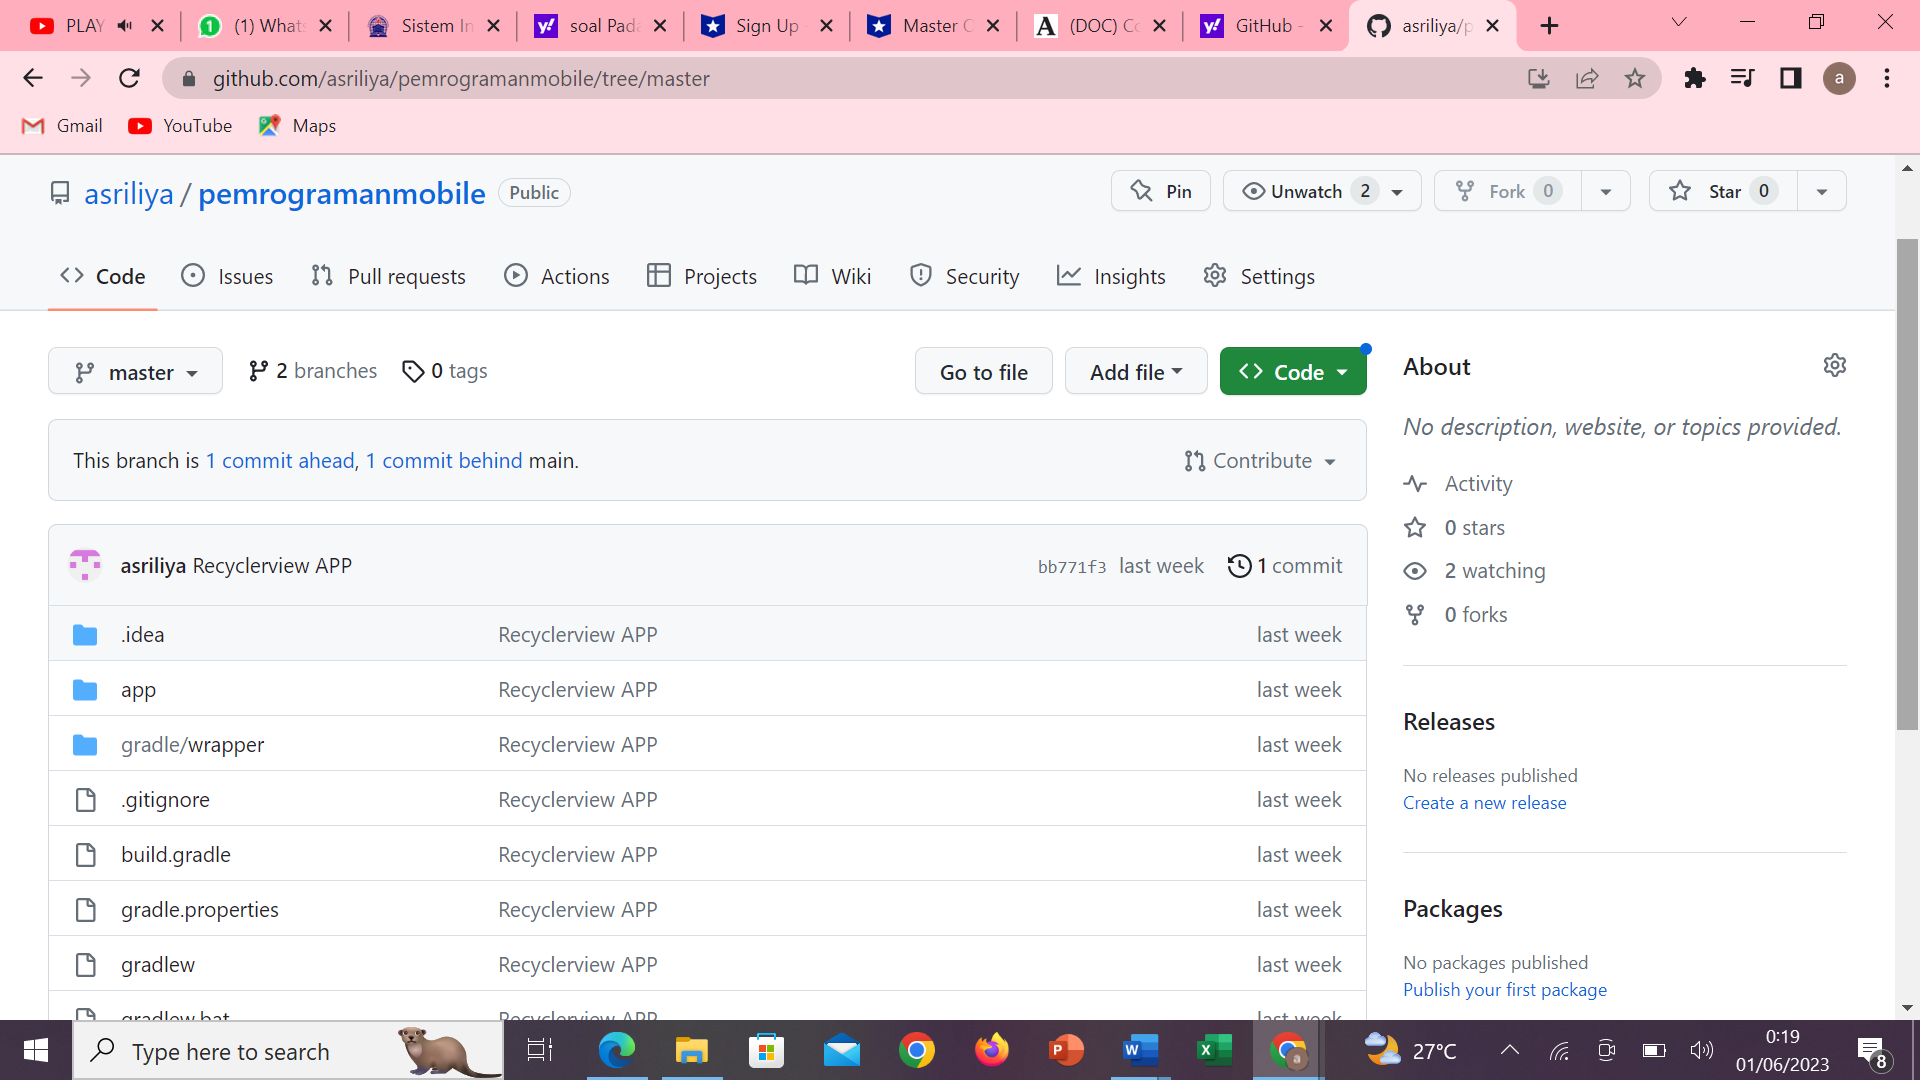 PLAY
(1) Whats
Sistem In
soal Pada
Sign Up -
Master C
(DOC) Co
GitHub -
asriliya/p
github.com/asriliya/pemrogramanmobile/tree/master
a
Gmail
YouTube
Maps
asriliya / pemrogramanmobile
Public
Pin
Unwatch 2
Fork 0
Star 0
Code
Issues
Pull requests
Actions
Projects
Wiki
Security
Insights
Settings
master
2 branches
0 tags
Go to file
Add file
Code
This branch is 1 commit ahead, 1 commit behind main.
Contribute
asriliya Recyclerview APP
bb771f3 last week
1 commit
.idea Recyclerview APP last week
app Recyclerview APP last week
gradle/wrapper Recyclerview APP last week
.gitignore Recyclerview APP last week
build.gradle Recyclerview APP last week
gradle.properties Recyclerview APP last week
gradlew Recyclerview APP last week
gradlew.bat Recyclerview APP last week
About
No description, website, or topics provided.
Activity
0 stars
2 watching
0 forks
Releases
No releases published
Create a new release
Packages
No packages published
Publish your first package
Type here to search
27°C
0:19
01/06/2023
8